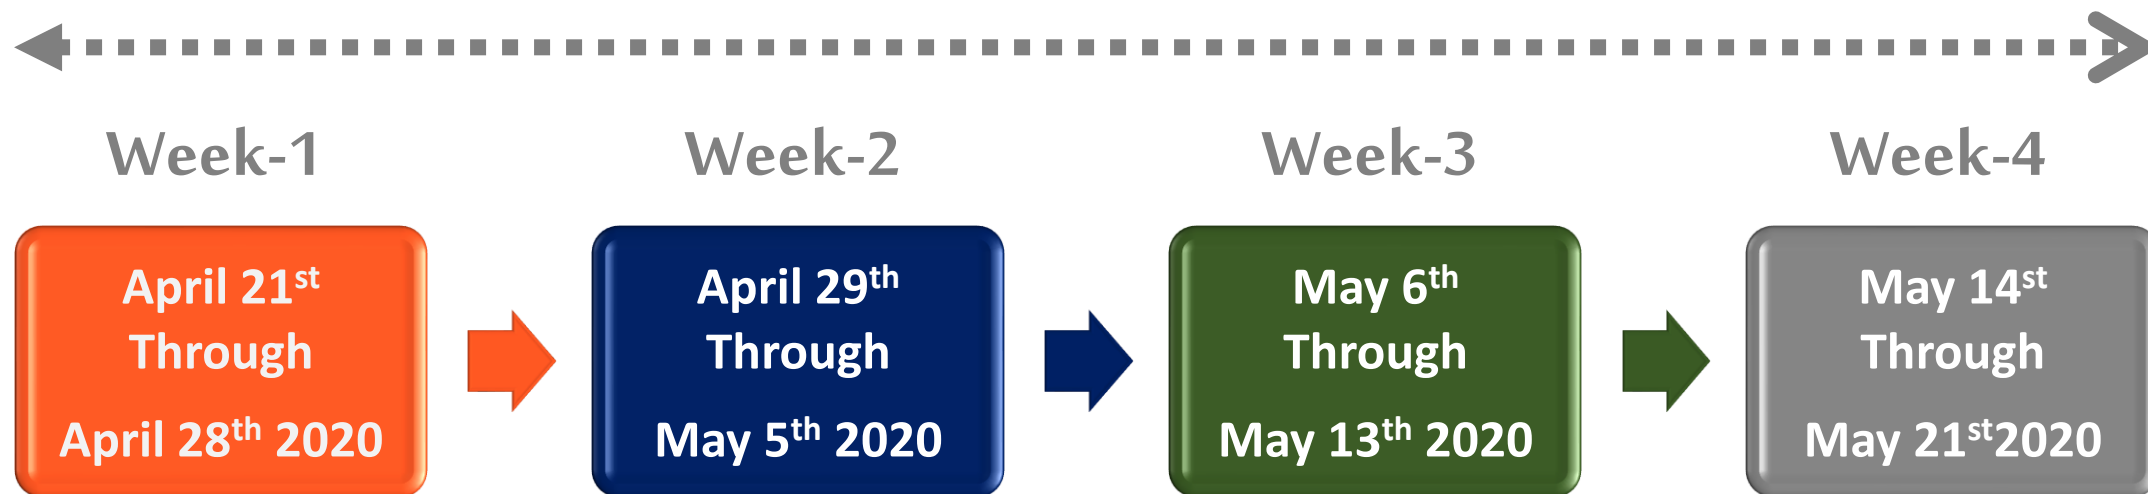 Week-1
Week-2
Week-3
Week-4
April 21st
Through
April 28th 2020
April 29th
Through
May 5th 2020
May 6th
Through
May 13th 2020
May 14st
Through
May 21st2020